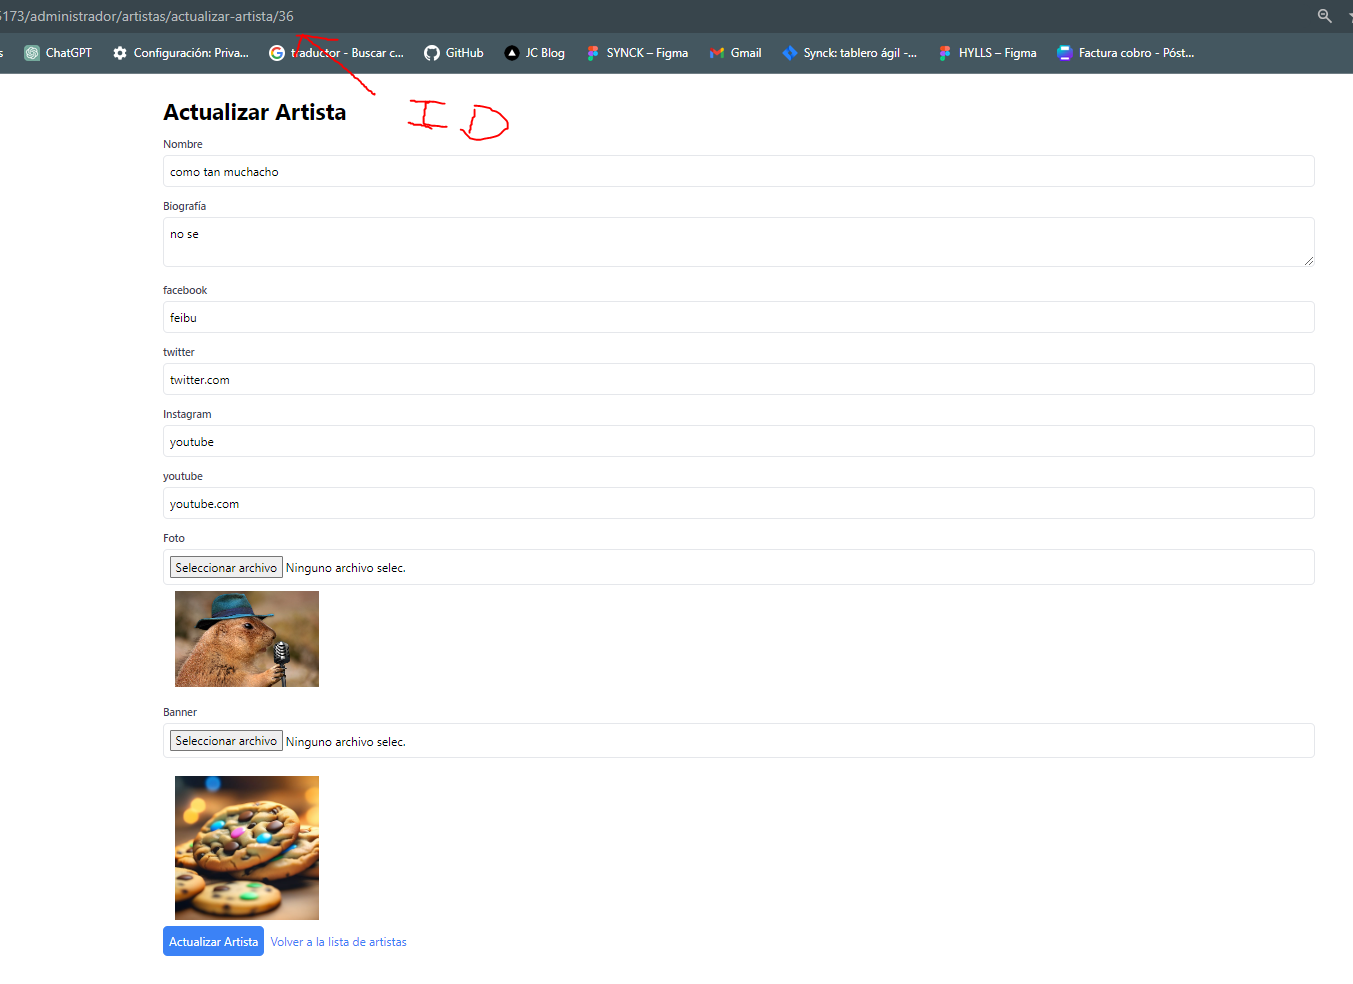 5173/administrador/artistas/actualizar-artista/36
s ChatGPT Configuración: Priva... traductor - Buscar c... GitHub JC Blog SYNCK – Figma Gmail Synck: tablero ágil -... HYLLS – Figma Factura cobro - Póst...
ID
Actualizar Artista
Nombre
como tan muchacho
Biografía
no se
facebook
feibu
twitter
twitter.com
Instagram
youtube
youtube
youtube.com
Foto
Seleccionar archivo Ninguno archivo selec.
Banner
Seleccionar archivo Ninguno archivo selec.
Actualizar Artista Volver a la lista de artistas